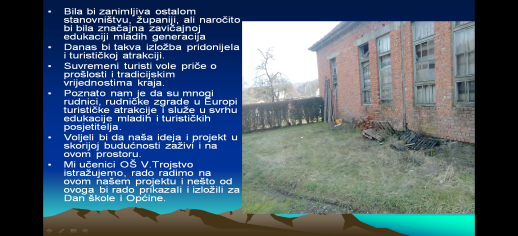 • Bila bi zanimljiva ostalom
stanovništvu, županiji, ali naročito
bi bila značajna zavičajnoj
edukaciji mladih generacija
• Danas bi takva izložba pridonijela
i turističkoj atrakciji.
• Suvremeni turisti vole priče o
prošlosti i tradicijskim
vrijednostima kraja.
• Poznato nam je da su mnogi
rudnici, rudničke zgrade u Europi
turističke atrakcije i služe u svrhu
edukacije mladih i turističkih
posjetitelja.
• Voljeli bi da naša ideja i projekt u
skorijoj budućnosti zaživi i na
ovom prostoru.
• Mi učenici OŠ V.Trojstvo
istražujemo, rado radimo na
ovom našem projektu i nešto od
ovoga bi rado prikazali i izložili za
Dan škole i Općine.